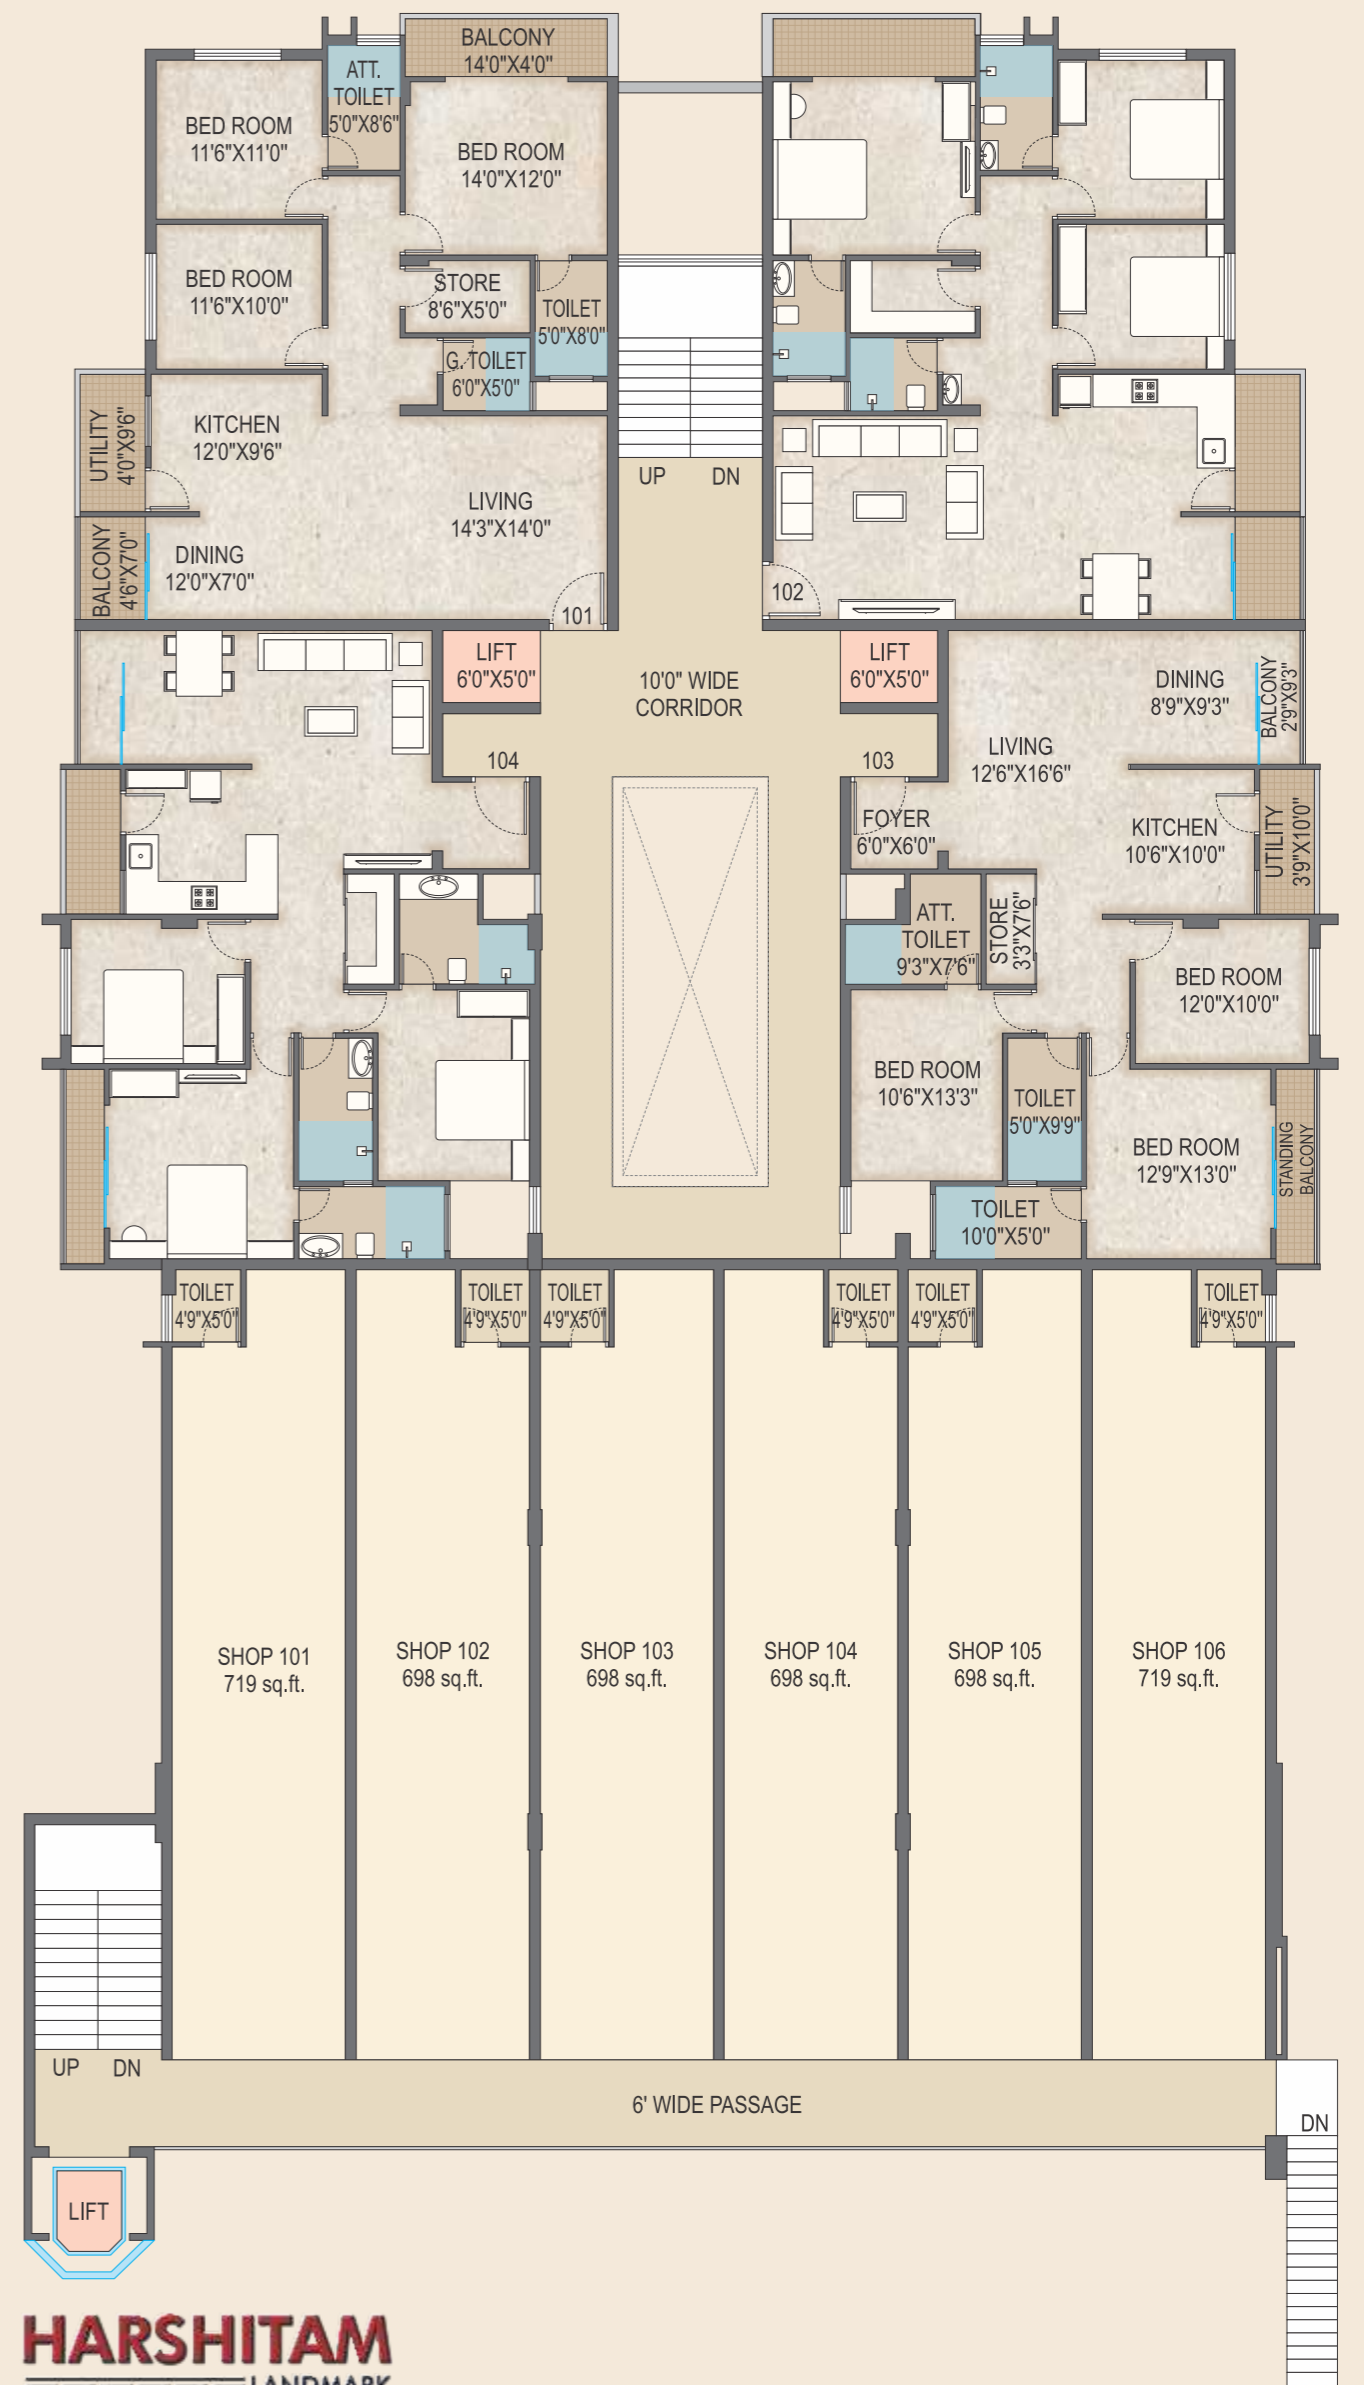 BALCONY
14'0"X4'0"
ATT.
TOILET
5'0"X8'6"
BED ROOM
11'6"X11'0"
BED ROOM
14'0"X12'0"
BED ROOM
11'6"X10'0"
STORE
8'6"X5'0"
TOILET
5'0"X8'0"
G. TOILET
6'0"X5'0"
UTILITY
4'0"X9'6"
KITCHEN
12'0"X9'6"
LIVING
14'3"X14'0"
BALCONY
4'6"X7'0"
DINING
12'0"X7'0"
101
UP DN
102
LIFT
6'0"X5'0"
10'0" WIDE
CORRIDOR
LIFT
6'0"X5'0"
104
103
DINING
8'9"X9'3"
BALCONY
2'9"X9'3"
LIVING
12'6"X16'6"
FOYER
6'0"X6'0"
KITCHEN
10'6"X10'0"
UTILITY
3'9"X10'0"
ATT.
TOILET
9'3"X7'6"
STORE
3'3"X7'6"
BED ROOM
12'0"X10'0"
BED ROOM
10'6"X13'3"
TOILET
5'0"X9'9"
BED ROOM
12'9"X13'0"
STANDING
BALCONY
TOILET
10'0"X5'0"
TOILET
4'9"X5'0"
TOILET
4'9"X5'0"
TOILET
4'9"X5'0"
TOILET
4'9"X5'0"
TOILET
4'9"X5'0"
TOILET
4'9"X5'0"
SHOP 101
719 sq.ft.
SHOP 102
698 sq.ft.
SHOP 103
698 sq.ft.
SHOP 104
698 sq.ft.
SHOP 105
698 sq.ft.
SHOP 106
719 sq.ft.
UP DN
6' WIDE PASSAGE
DN
LIFT
HARSHITAM
LANDMARK